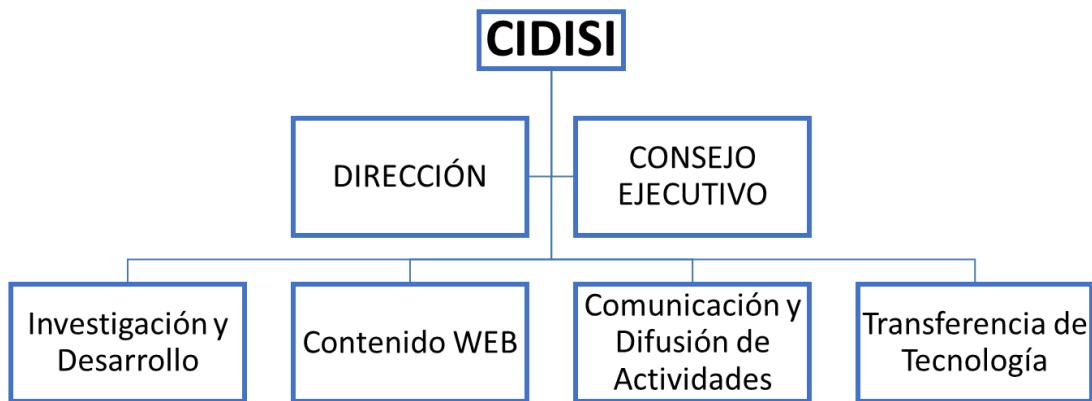 CIDISI
DIRECCIÓN
CONSEJO
EJECUTIVO
Investigación y
Desarrollo
Contenido WEB
Comunicación y
Difusión de
Actividades
Transferencia de
Tecnología